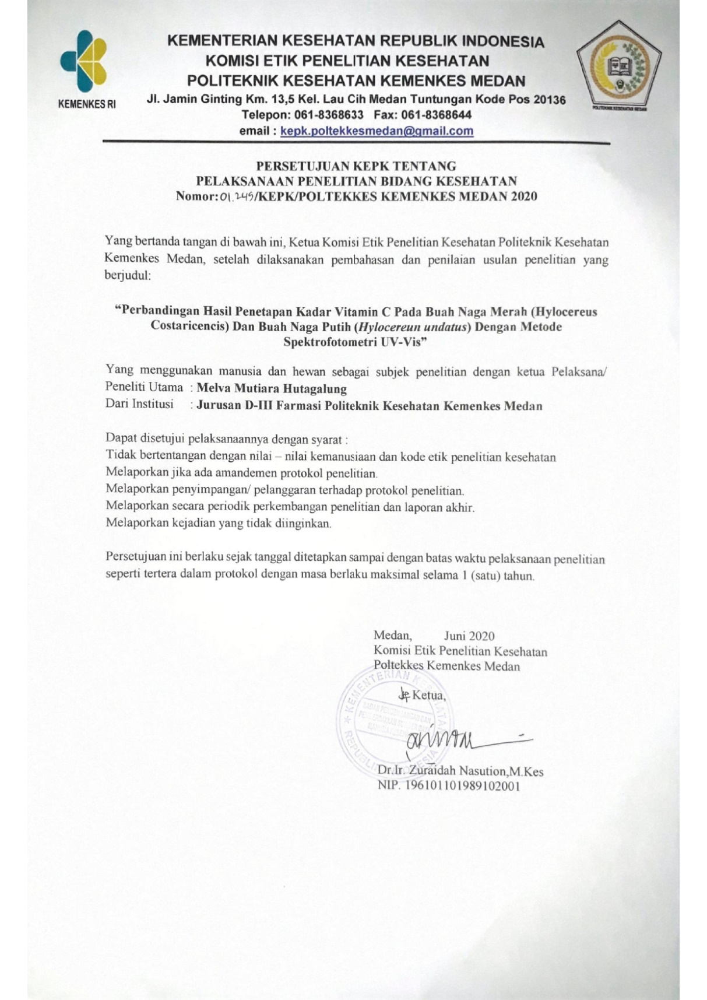 KEMENTERIAN KESEHATAN REPUBLIK INDONESIA
KOMISI ETIK PENELITIAN KESEHATAN
POLITEKNIK KESEHATAN KEMENKES MEDAN
Jl. Jamin Ginting Km. 13,5 Kel. Lau Cih Medan Tuntungan Kode Pos 20136
Telepon: 061-8368633 Fax: 061-8368644
email : kepk.poltekkesmedan@gmail.com
KEMENKES RI
POLITEKNIK KESEHATAN MEDAN
PERSETUJUAN KEPK TENTANG
PELAKSANAAN PENELITIAN BIDANG KESEHATAN
Nomor: 01.245/KEPK/POLTEKKES KEMENKES MEDAN 2020
Yang bertanda tangan di bawah ini, Ketua Komisi Etik Penelitian Kesehatan Politeknik Kesehatan
Kemenkes Medan, setelah dilaksanakan pembahasan dan penilaian usulan penelitian yang
berjudul:
“Perbandingan Hasil Penetapan Kadar Vitamin C Pada Buah Naga Merah (Hylocereus
Costaricencis) Dan Buah Naga Putih (Hylocereun undatus) Dengan Metode
Spektrofotometri UV-Vis”
Yang menggunakan manusia dan hewan sebagai subjek penelitian dengan ketua Pelaksana/
Peneliti Utama : Melva Mutiara Hutagalung
Dari Institusi : Jurusan D-III Farmasi Politeknik Kesehatan Kemenkes Medan
Dapat disetujui pelaksanaannya dengan syarat :
Tidak bertentangan dengan nilai – nilai kemanusiaan dan kode etik penelitian kesehatan
Melaporkan jika ada amandemen protokol penelitian.
Melaporkan penyimpangan/ pelanggaran terhadap protokol penelitian.
Melaporkan secara periodik perkembangan penelitian dan laporan akhir.
Melaporkan kejadian yang tidak diinginkan.
Persetujuan ini berlaku sejak tanggal ditetapkan sampai dengan batas waktu pelaksanaan penelitian
seperti tertera dalam protokol dengan masa berlaku maksimal selama 1 (satu) tahun.
Medan, Juni 2020
Komisi Etik Penelitian Kesehatan
Poltekkes Kemenkes Medan
Ketua,
KEMENTERIAN KESEHATAN
REPUBLIK INDONESIA
Dr.Ir. Zuraidah Nasution,M.Kes
NIP. 196101101989102001